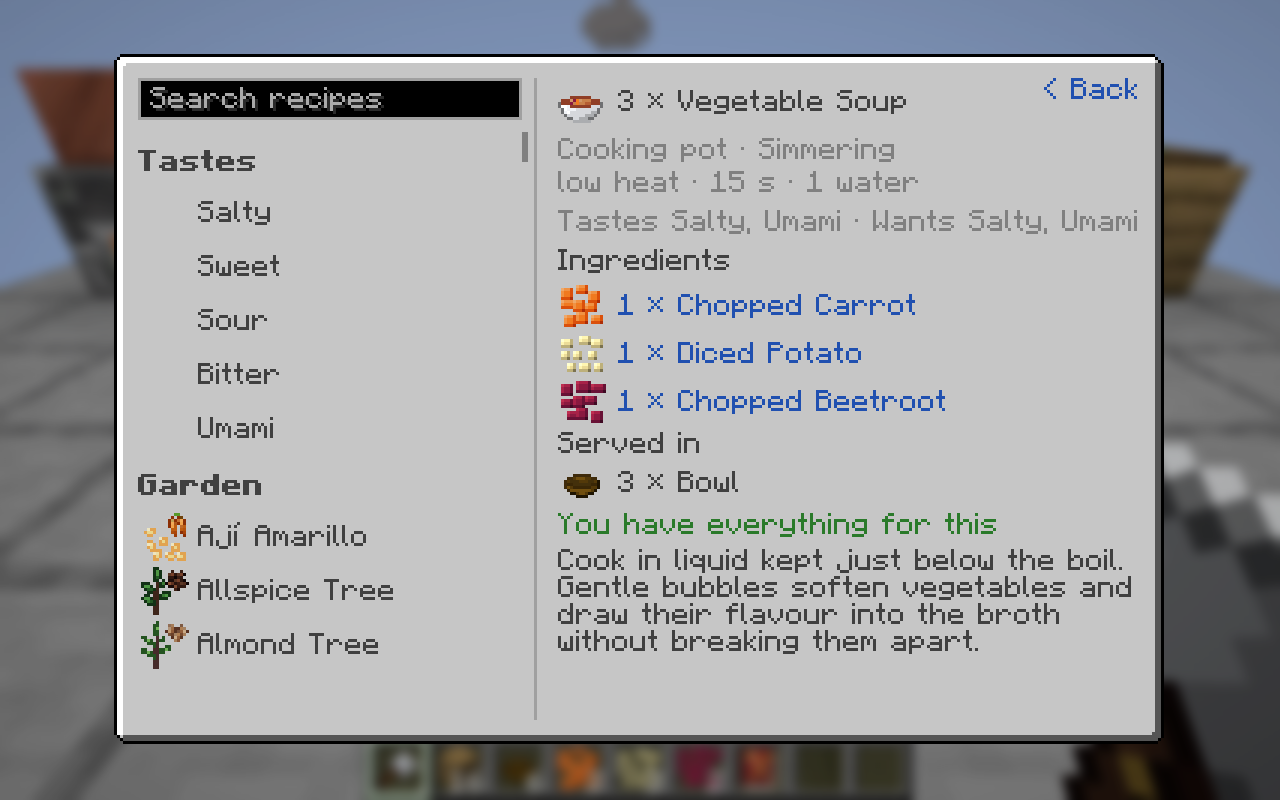 Search recipes
Tastes
Salty
Sweet
Sour
Bitter
Umami
Garden
Ají Amarillo
Allspice Tree
Almond Tree
< Back
3 × Vegetable Soup
Cooking pot · Simmering
low heat · 15 s · 1 water
Tastes Salty, Umami · Wants Salty, Umami
Ingredients
1 × Chopped Carrot
1 × Diced Potato
1 × Chopped Beetroot
Served in
3 × Bowl
You have everything for this
Cook in liquid kept just below the boil.
Gentle bubbles soften vegetables and
draw their flavour into the broth
without breaking them apart.